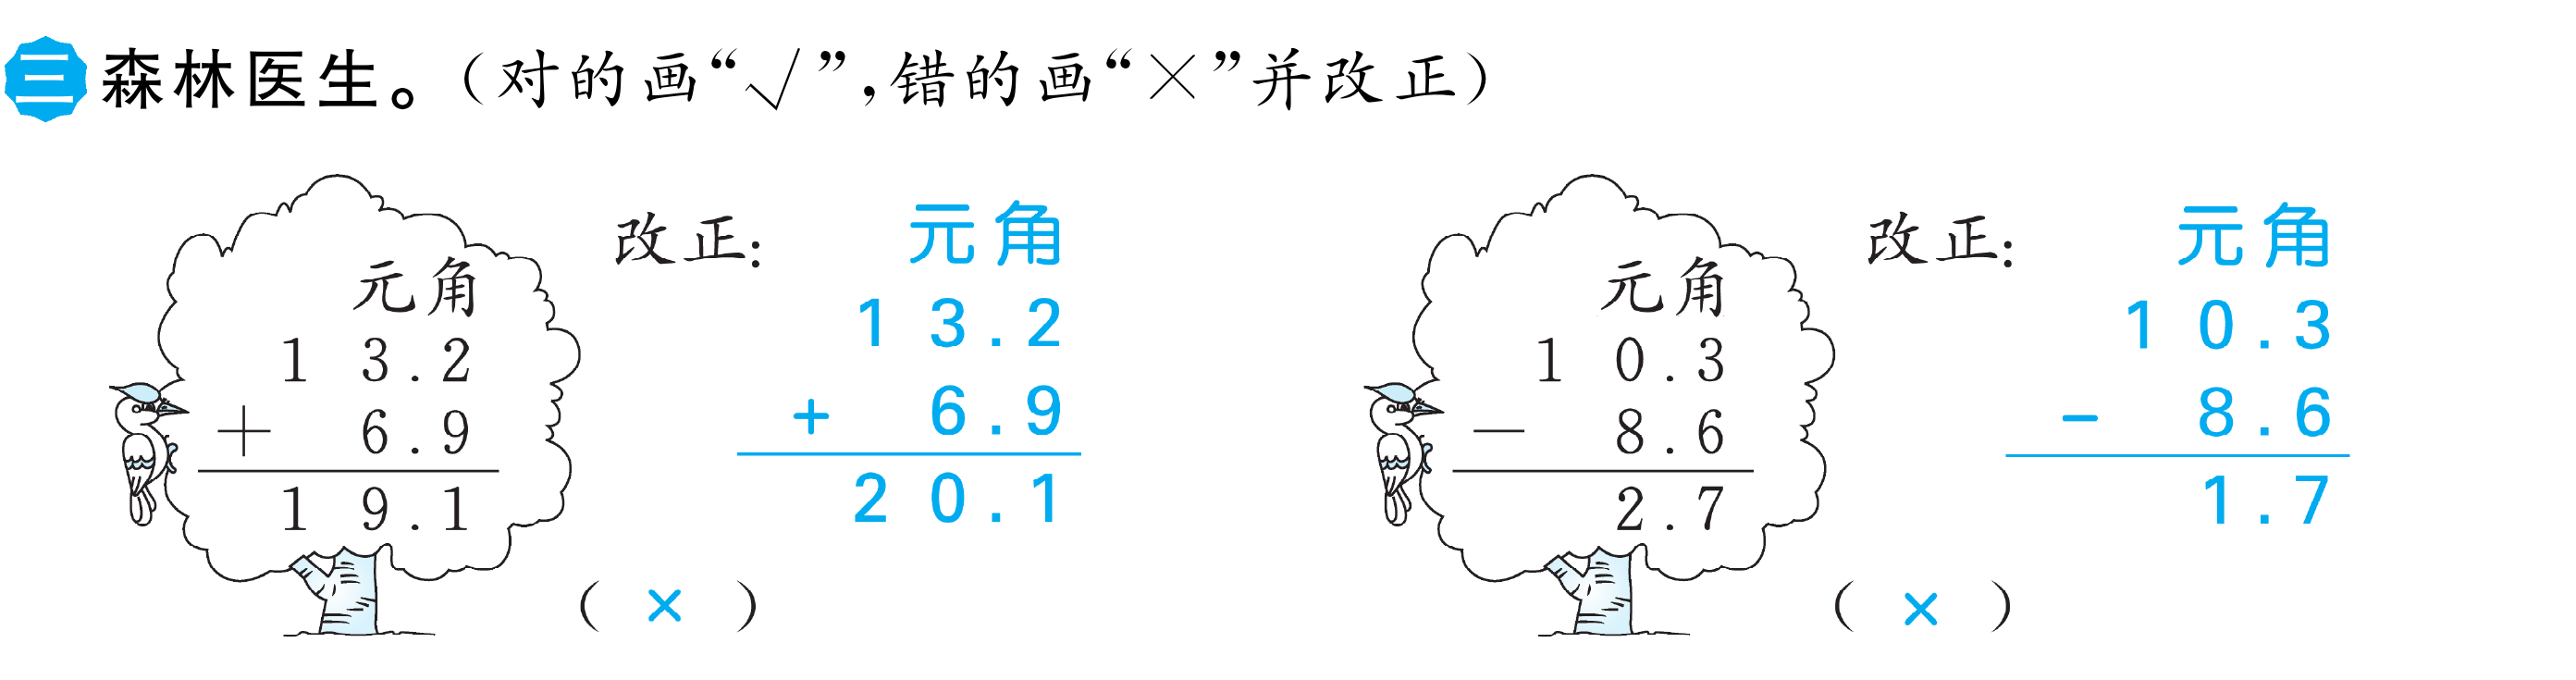 三 森林医生。（对的画“√”，错的画“×”并改正）
元角
1 3.2
+ 6.9
1 9.1
（ × ）
改正：
元角
1 3.2
+ 6.9
2 0.1
元角
1 0.3
- 8.6
2.7
（ × ）
改正：
元角
1 0.3
- 8.6
1.7